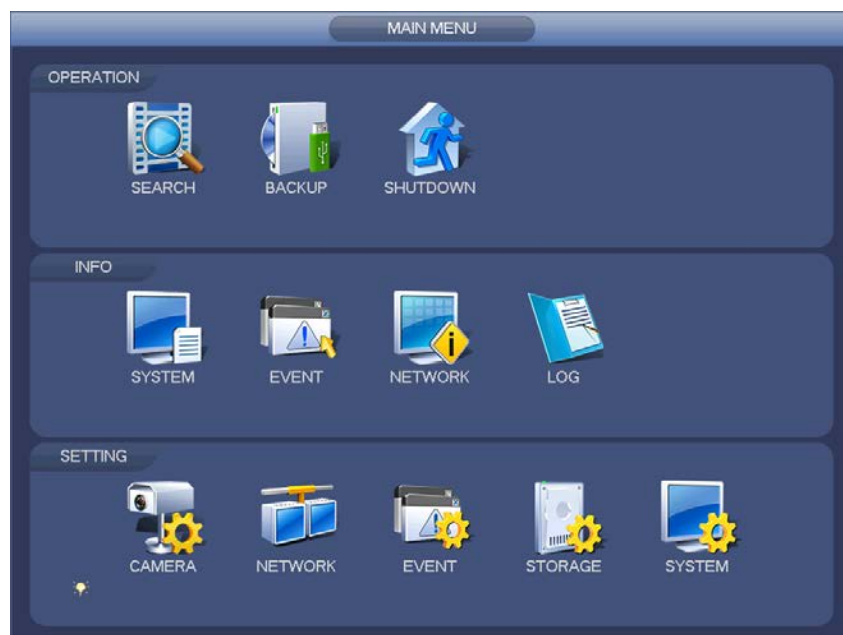 MAIN MENU
OPERATION
SEARCH BACKUP SHUTDOWN
INFO
SYSTEM EVENT NETWORK LOG
SETTING
CAMERA NETWORK EVENT STORAGE SYSTEM